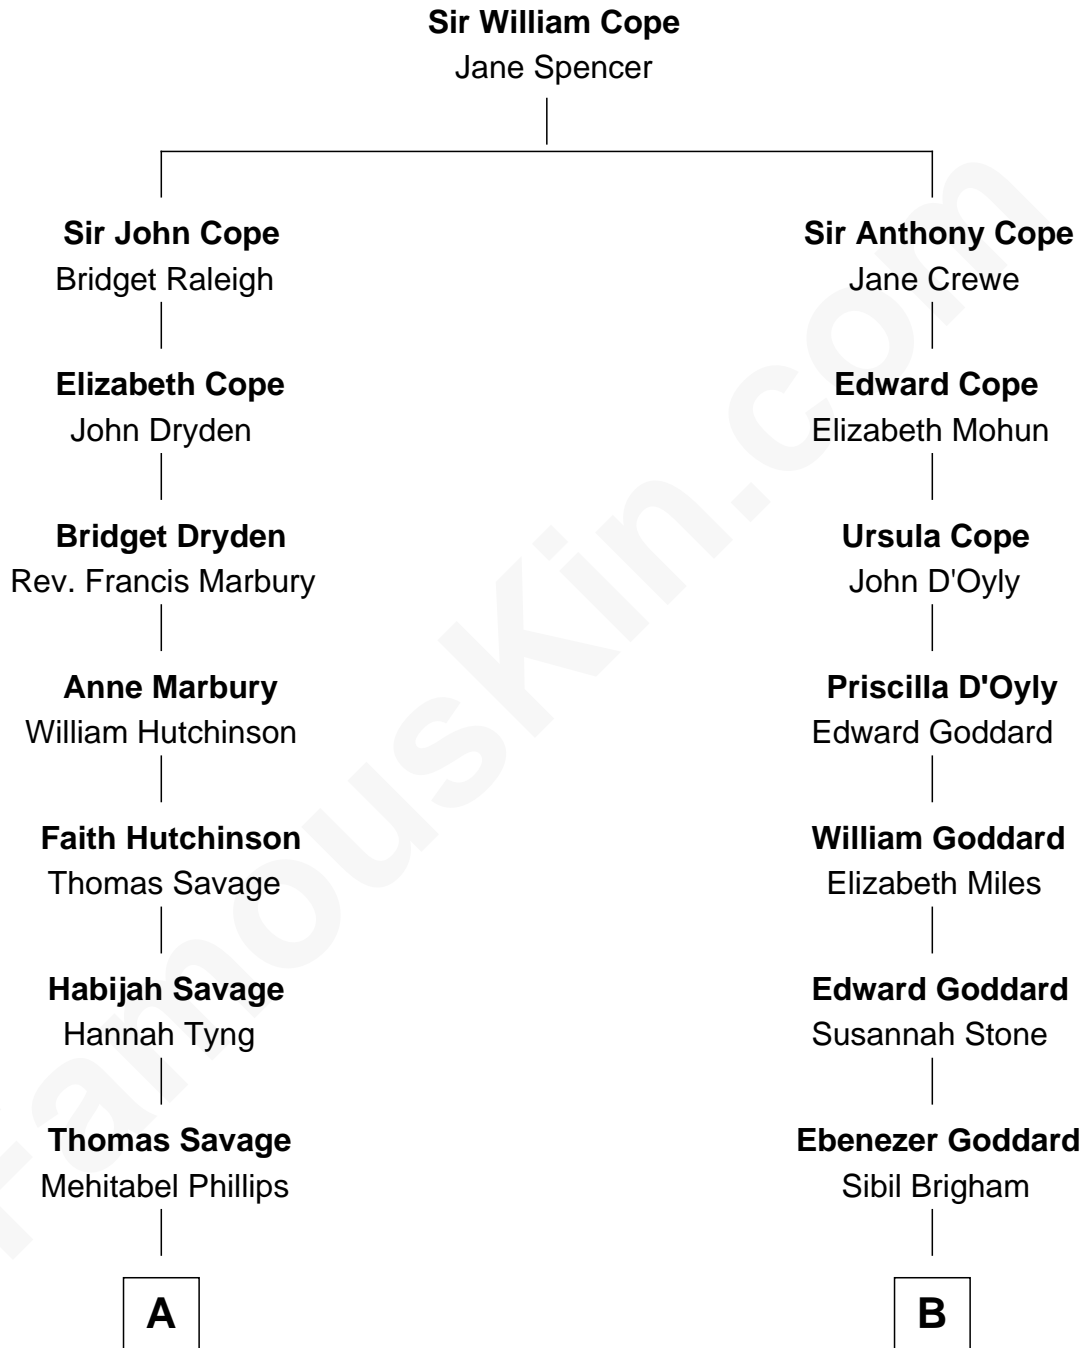 Sir William Cope
Jane Spencer
Sir John Cope
Bridget Raleigh
Elizabeth Cope
John Dryden
Bridget Dryden
Rev. Francis Marbury
Anne Marbury
William Hutchinson
Faith Hutchinson
Thomas Savage
Habijah Savage
Hannah Tyng
Thomas Savage
Mehitabel Phillips
A
Sir Anthony Cope
Jane Crewe
Edward Cope
Elizabeth Mohun
Ursula Cope
John D'Oyly
Priscilla D'Oyly
Edward Goddard
William Goddard
Elizabeth Miles
Edward Goddard
Susannah Stone
Ebenezer Goddard
Sibil Brigham
B
FamousKin.com